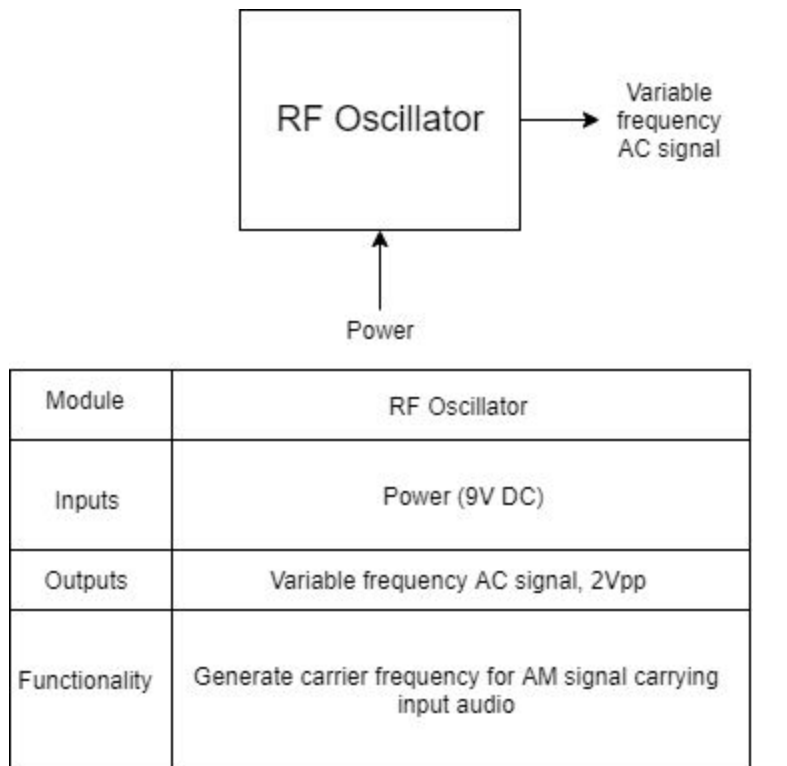 RF Oscillator
Variable
frequency
AC signal
Power
Module
RF Oscillator
Inputs
Power (9V DC)
Outputs
Variable frequency AC signal, 2Vpp
Functionality
Generate carrier frequency for AM signal carrying
input audio